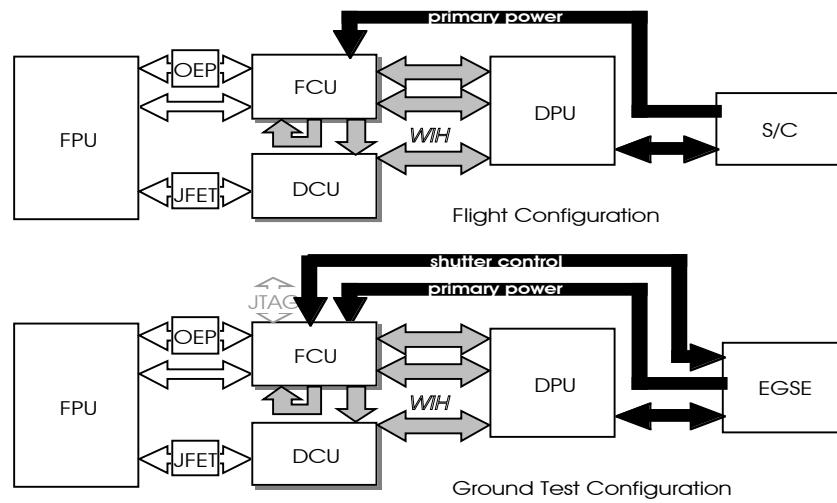 primary power
OEP
FCU
FPU
DPU
S/C
WIH
JFET
DCU
Flight Configuration
shutter control
JTAG
primary power
OEP
FCU
FPU
DPU
EGSE
WIH
JFET
DCU
Ground Test Configuration